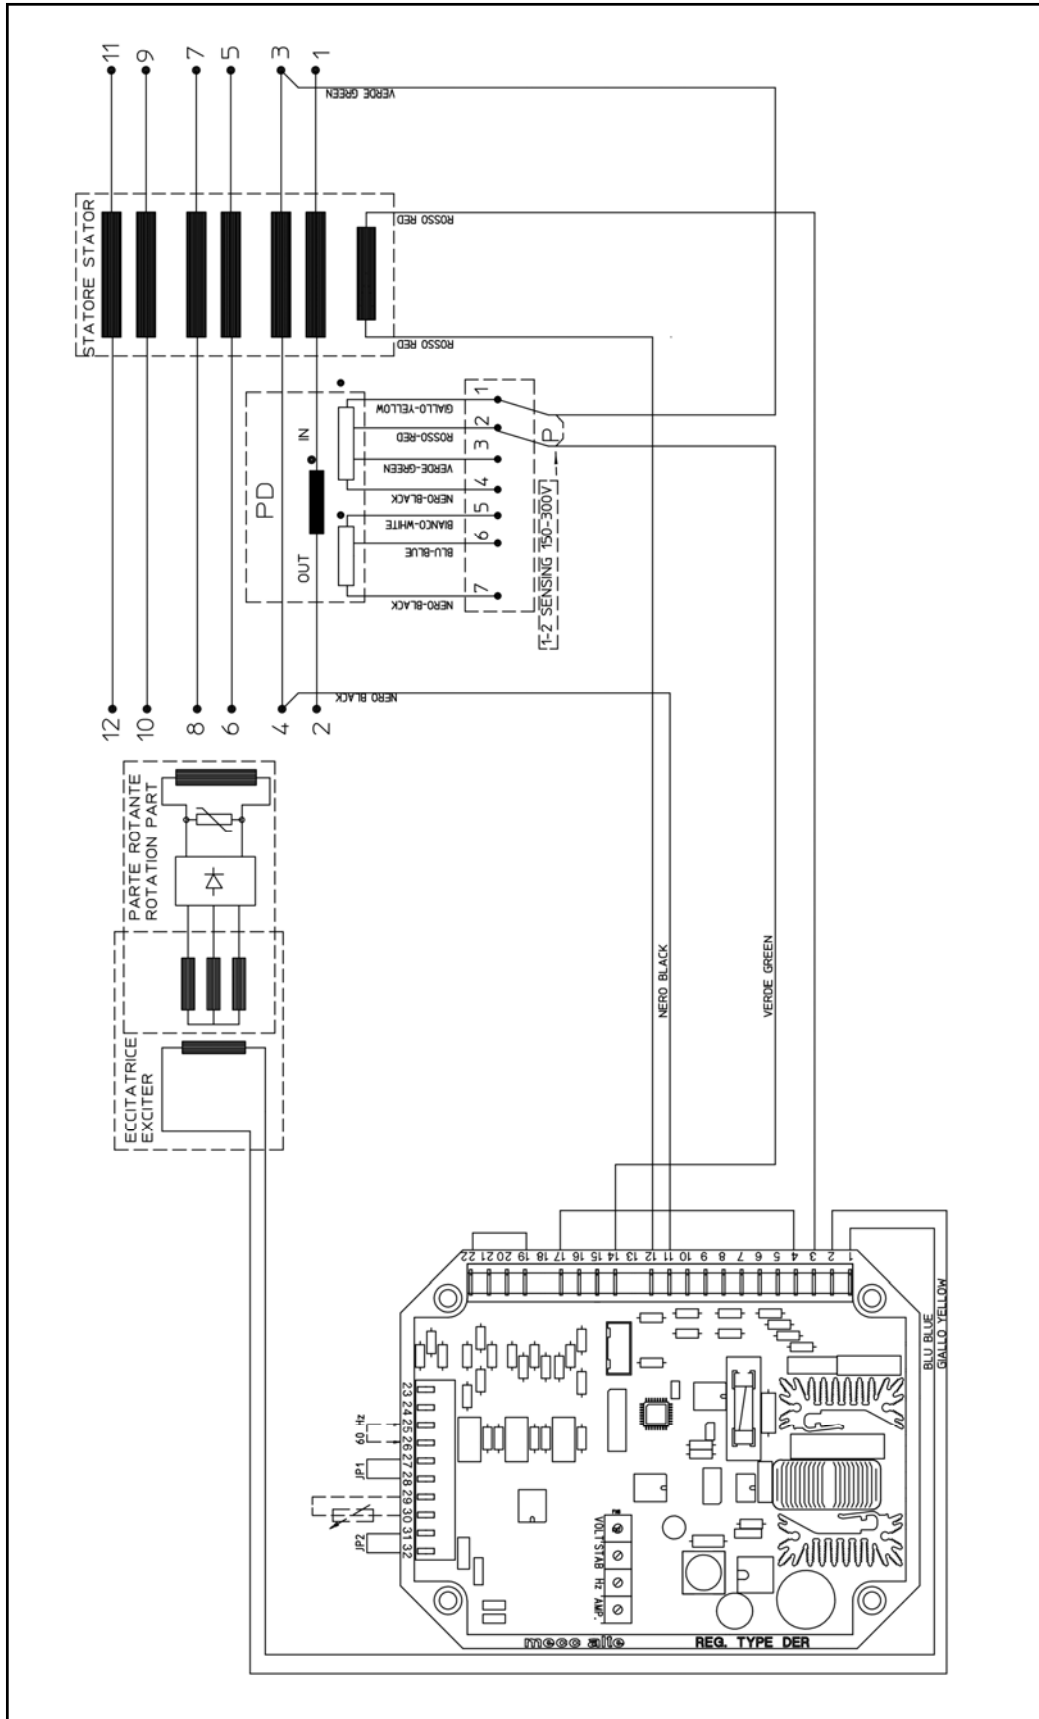 11
9
7
5
3
1
VERDE GREEN
STATORE STATOR
ROSSO RED
ROSSO RED
PD
IN
OUT
GIALLO-YELLOW
ROSSO-RED
VERDE-GREEN
NERO-BLACK
BIANCO-WHITE
BLU-BLUE
NERO-BLACK
1
2
3
4
5
6
7
P
1-2 SENSING 150-300V
12
10
8
6
4
2
NERO BLACK
PARTE ROTANTE
ROTATION PART
ECCITATRICE
EXCITER
NERO BLACK
VERDE GREEN
22
21
20
19
18
17
16
15
14
13
12
11
10
9
8
7
6
5
4
3
2
1
BLU BLUE
GIALLO YELLOW
23
24
25
26
27
28
29
30
31
32
60 Hz
JP1
JP2
VOLT
STAB
Hz
AMP.
mecc alte
REG. TYPE DER